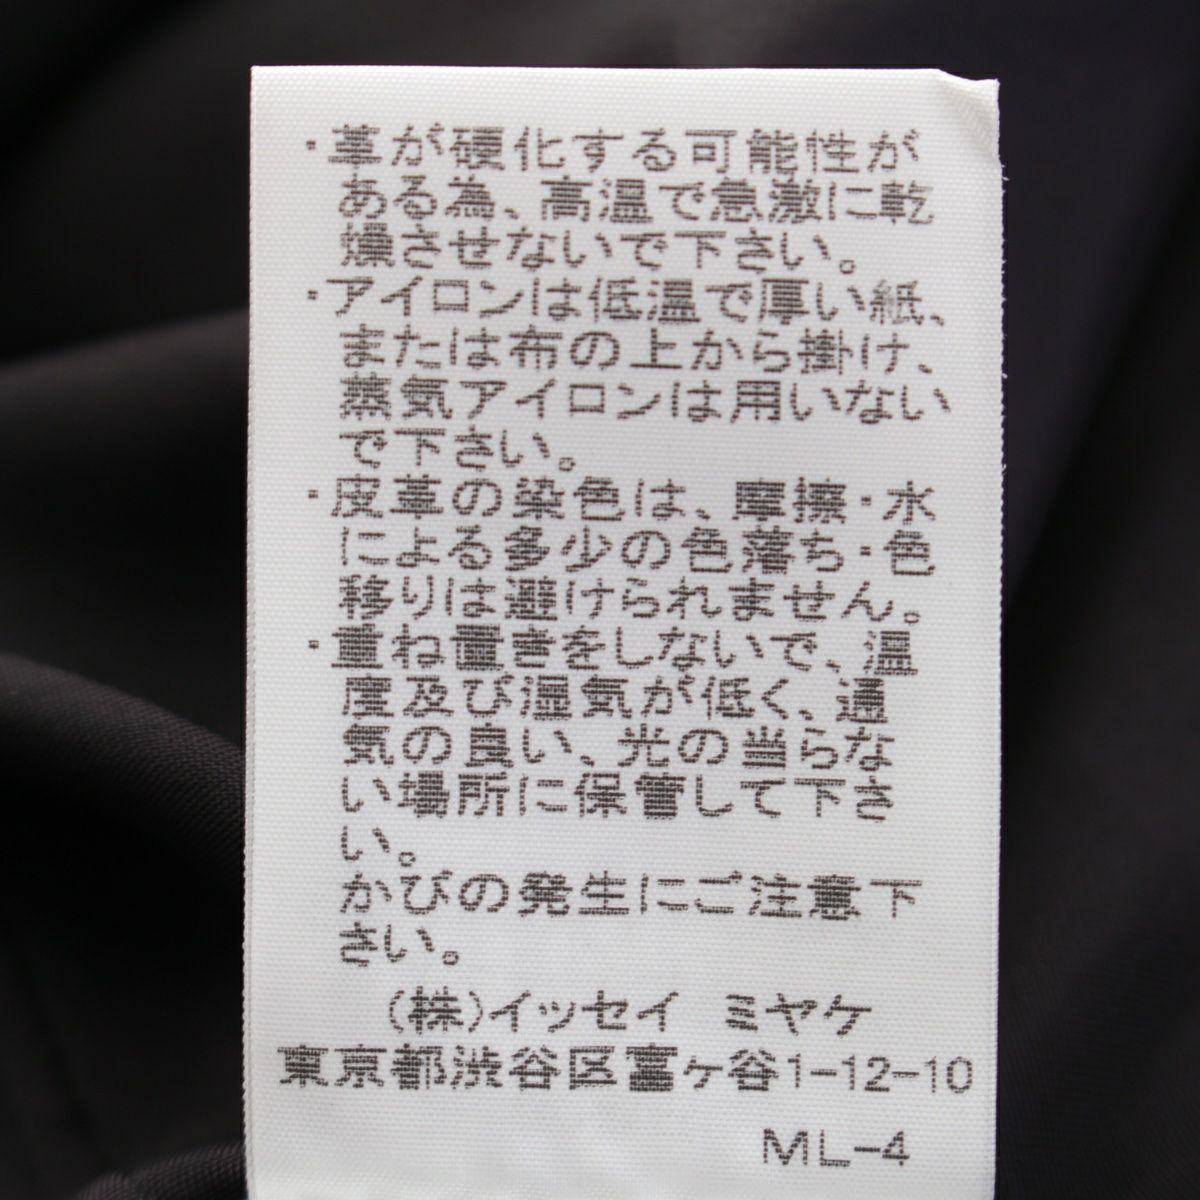 ・革が硬化する可能性が
ある為、高温で急激に乾
燥させないで下さい。
・アイロンは低温で厚い紙、
または布の上から掛け、
蒸気アイロンは用いない
で下さい。
・皮革の染色は、摩擦・水
による多少の色落ち・色
移りは避けられません。
・重ね置きをしないで、温
度及び湿気が低く、通
気の良い、光の当らな
い場所に保管して下さ
い。
かびの発生にご注意下
さい。
(株)イッセイ ミヤケ
東京都渋谷区富ヶ谷1-12-10
ML-4